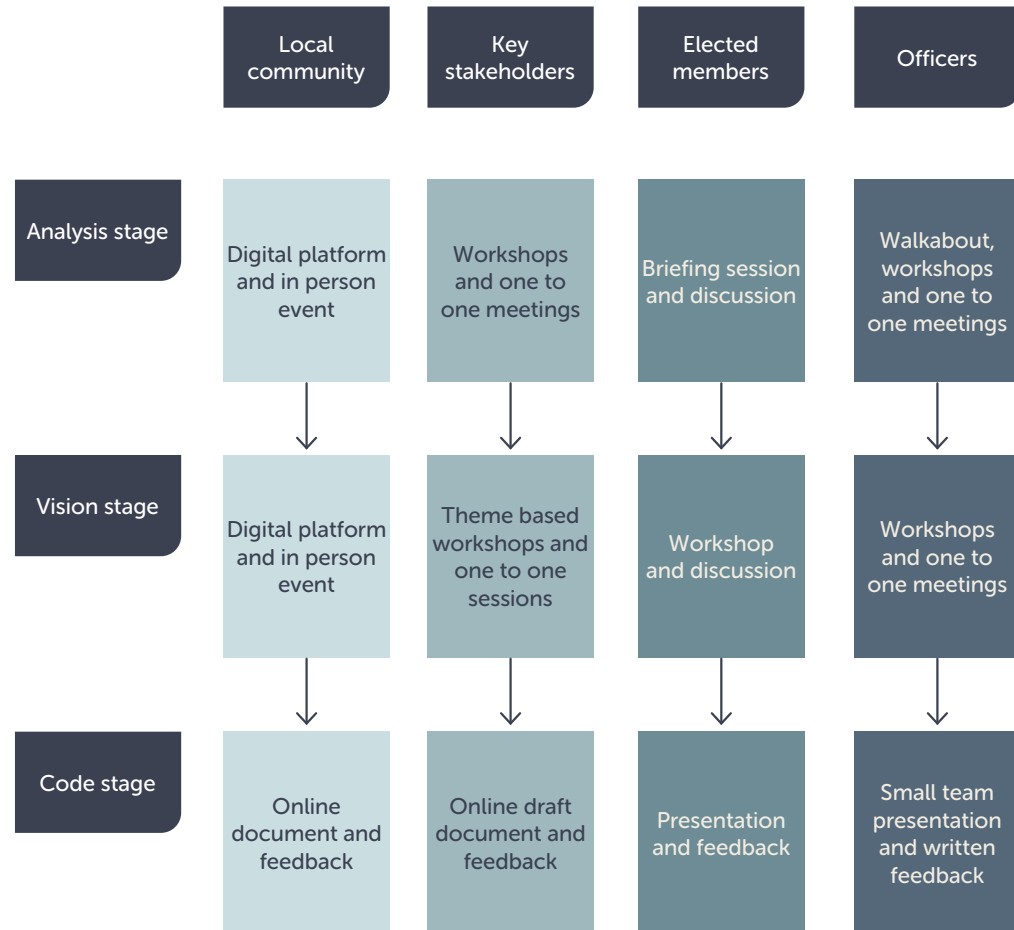 Local
community
Key
stakeholders
Elected
members
Officers
Analysis stage
Digital platform
and in person
event
Workshops
and one to
one meetings
Briefing session
and discussion
Walkabout,
workshops
and one to
one meetings
Vision stage
Digital platform
and in person
event
Theme based
workshops and
one to one
sessions
Workshop
and discussion
Workshops
and one to
one meetings
Code stage
Online
document and
feedback
Online draft
document and
feedback
Presentation
and feedback
Small team
presentation
and written
feedback